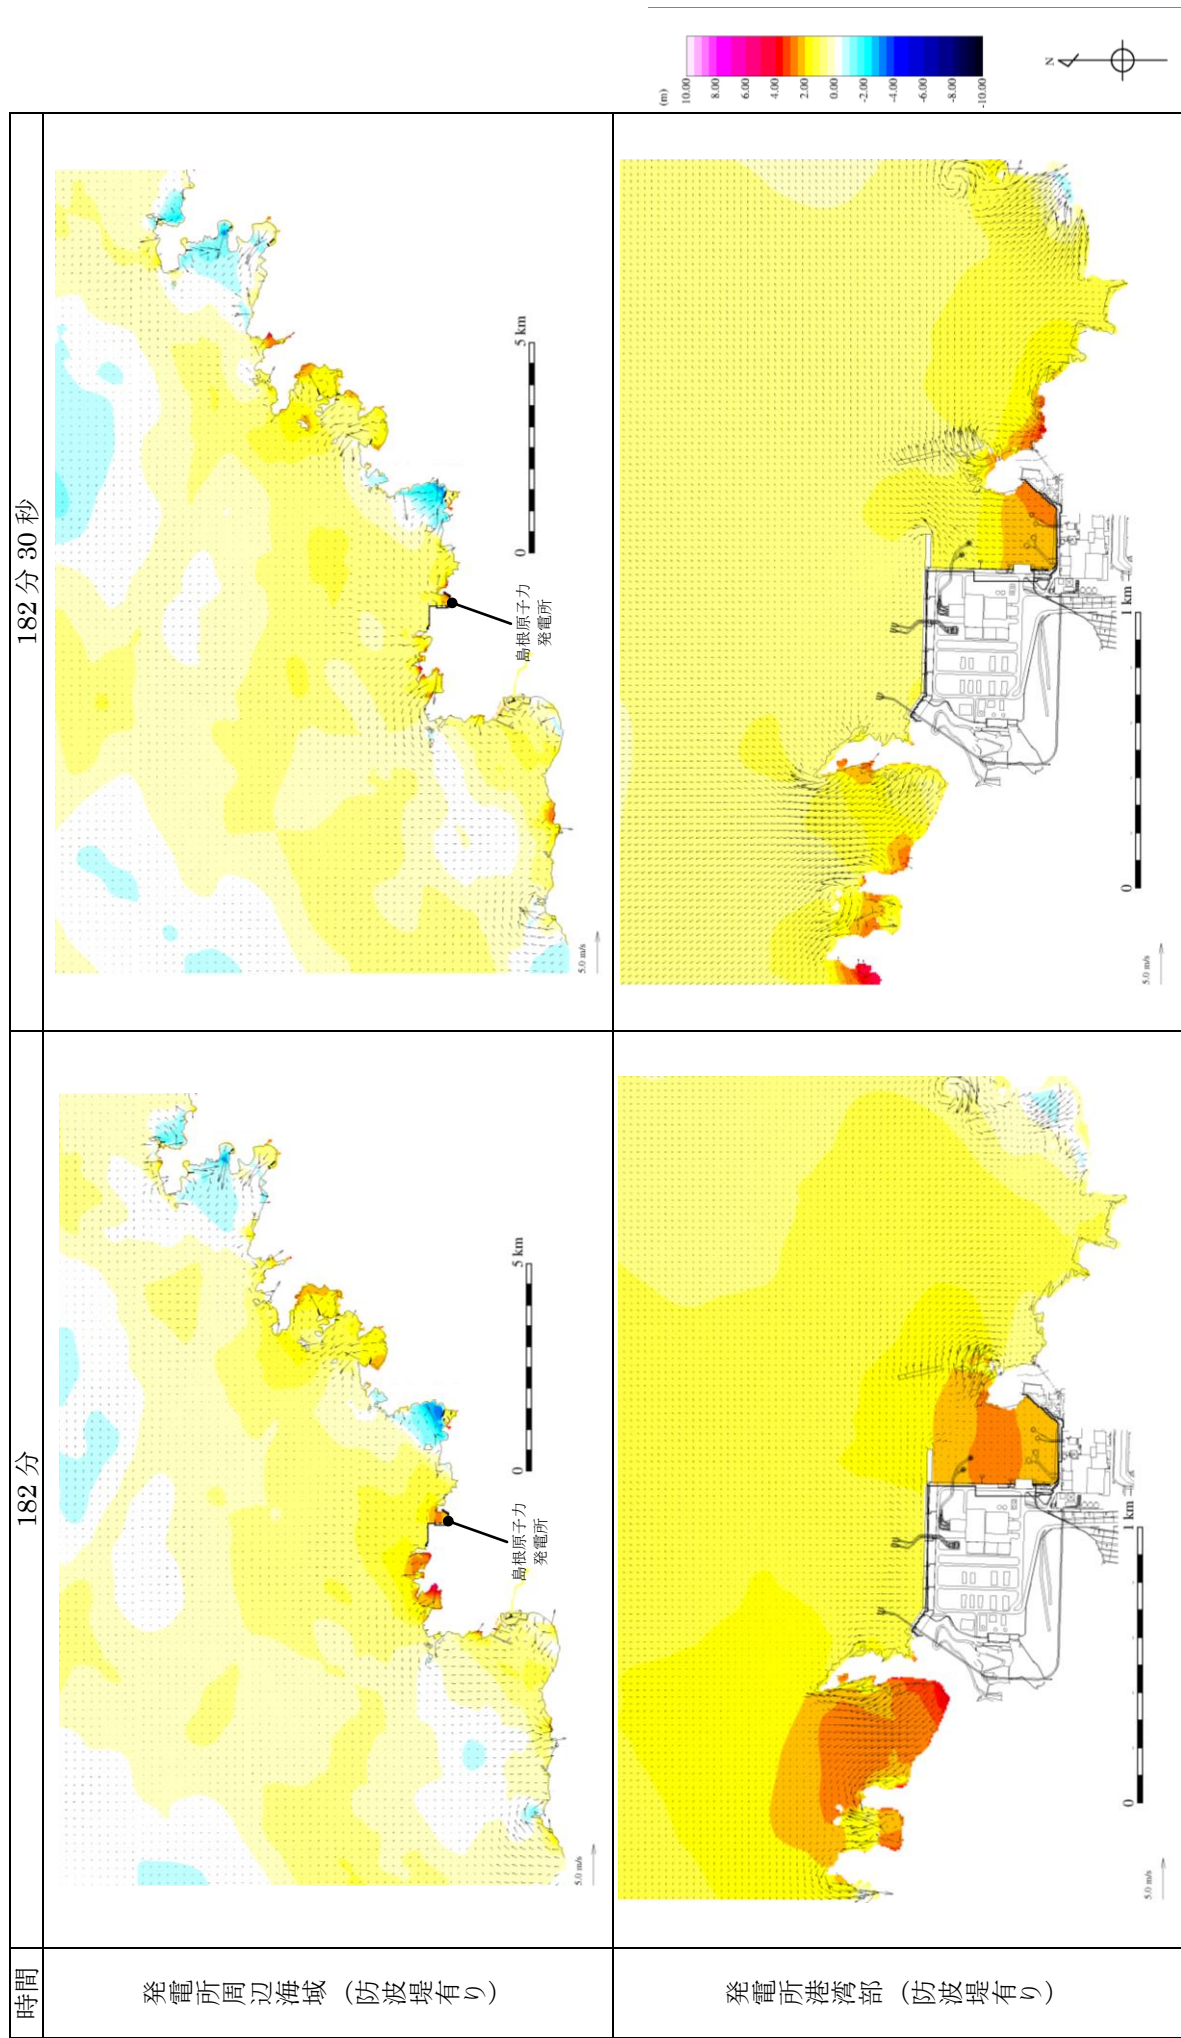 時間
182分
182分30秒
発電所周辺海域（防波堤有り）
島根原子力
発電所
0
5 km
5.0 m/s
島根原子力
発電所
0
5 km
5.0 m/s
発電所港湾部（防波堤有り）
0
1 km
5.0 m/s
0
1 km
5.0 m/s
(m)
10.00
8.00
6.00
4.00
2.00
0.00
-2.00
-4.00
-6.00
-8.00
-10.00
N